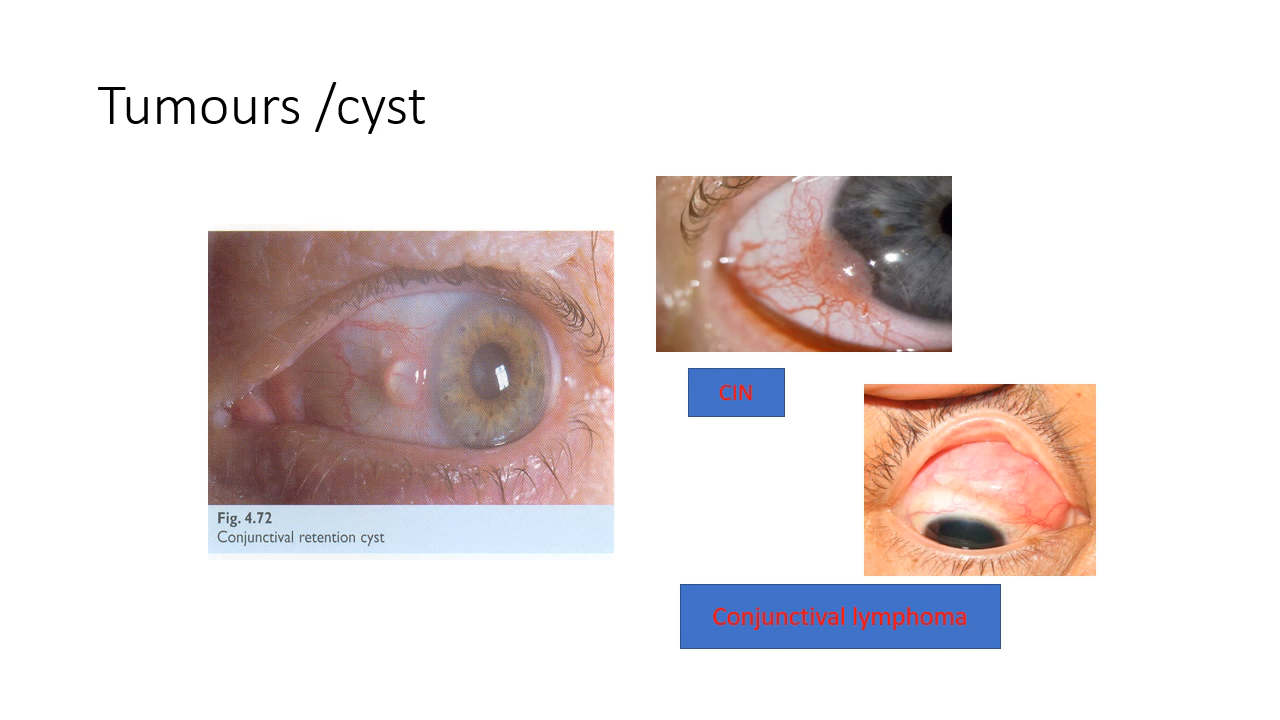 Tumours /cyst
Fig. 4.72
Conjunctival retention cyst
CIN
Conjunctival lymphoma